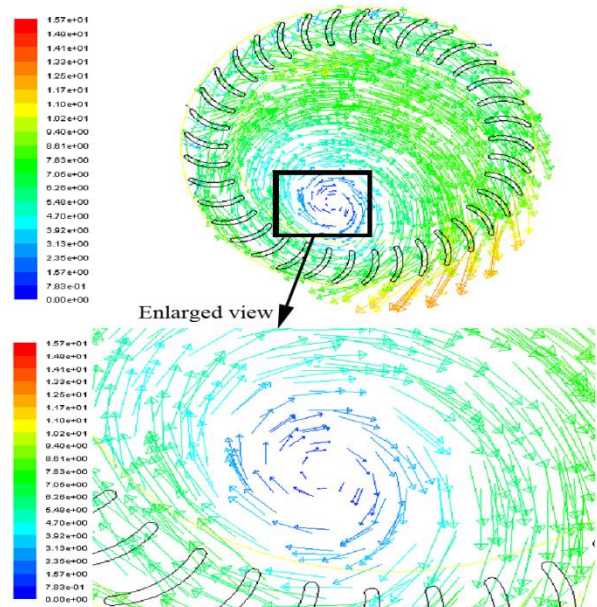 1.57e+01
1.49e+01
1.41e+01
1.33e+01
1.25e+01
1.17e+01
1.10e+01
1.02e+01
9.40e+00
8.61e+00
7.83e+00
7.05e+00
6.26e+00
5.48e+00
4.70e+00
3.92e+00
3.13e+00
2.35e+00
1.57e+00
7.83e-01
0.00e+00
Enlarged view
1.57e+01
1.49e+01
1.41e+01
1.33e+01
1.25e+01
1.17e+01
1.10e+01
1.02e+01
9.40e+00
8.61e+00
7.83e+00
7.05e+00
6.26e+00
5.48e+00
4.70e+00
3.92e+00
3.13e+00
2.35e+00
1.57e+00
7.83e-01
0.00e+00